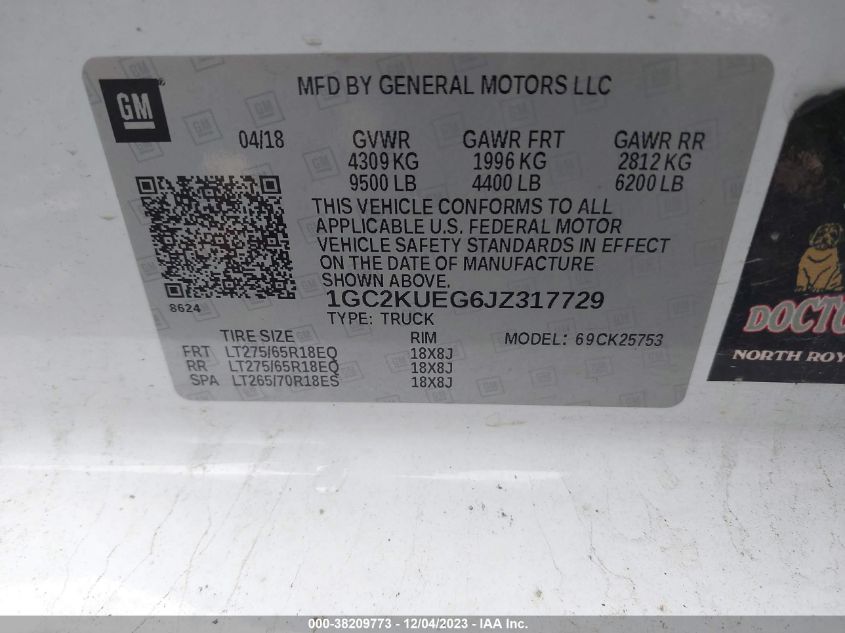 GM
®
MFD BY GENERAL MOTORS LLC
04/18 GVWR GAWR FRT GAWR RR
4309 KG 1996 KG 2812 KG
9500 LB 4400 LB 6200 LB
THIS VEHICLE CONFORMS TO ALL
APPLICABLE U.S. FEDERAL MOTOR
VEHICLE SAFETY STANDARDS IN EFFECT
ON THE DATE OF MANUFACTURE
SHOWN ABOVE.
8624
1GC2KUEG6JZ317729
TYPE: TRUCK
TIRE SIZE RIM MODEL: 69CK25753
FRT LT275/65R18EQ 18X8J
RR LT275/65R18EQ 18X8J
SPA LT265/70R18ES 18X8J
NORTH
000-38209773 - 12/04/2023 - IAA Inc.